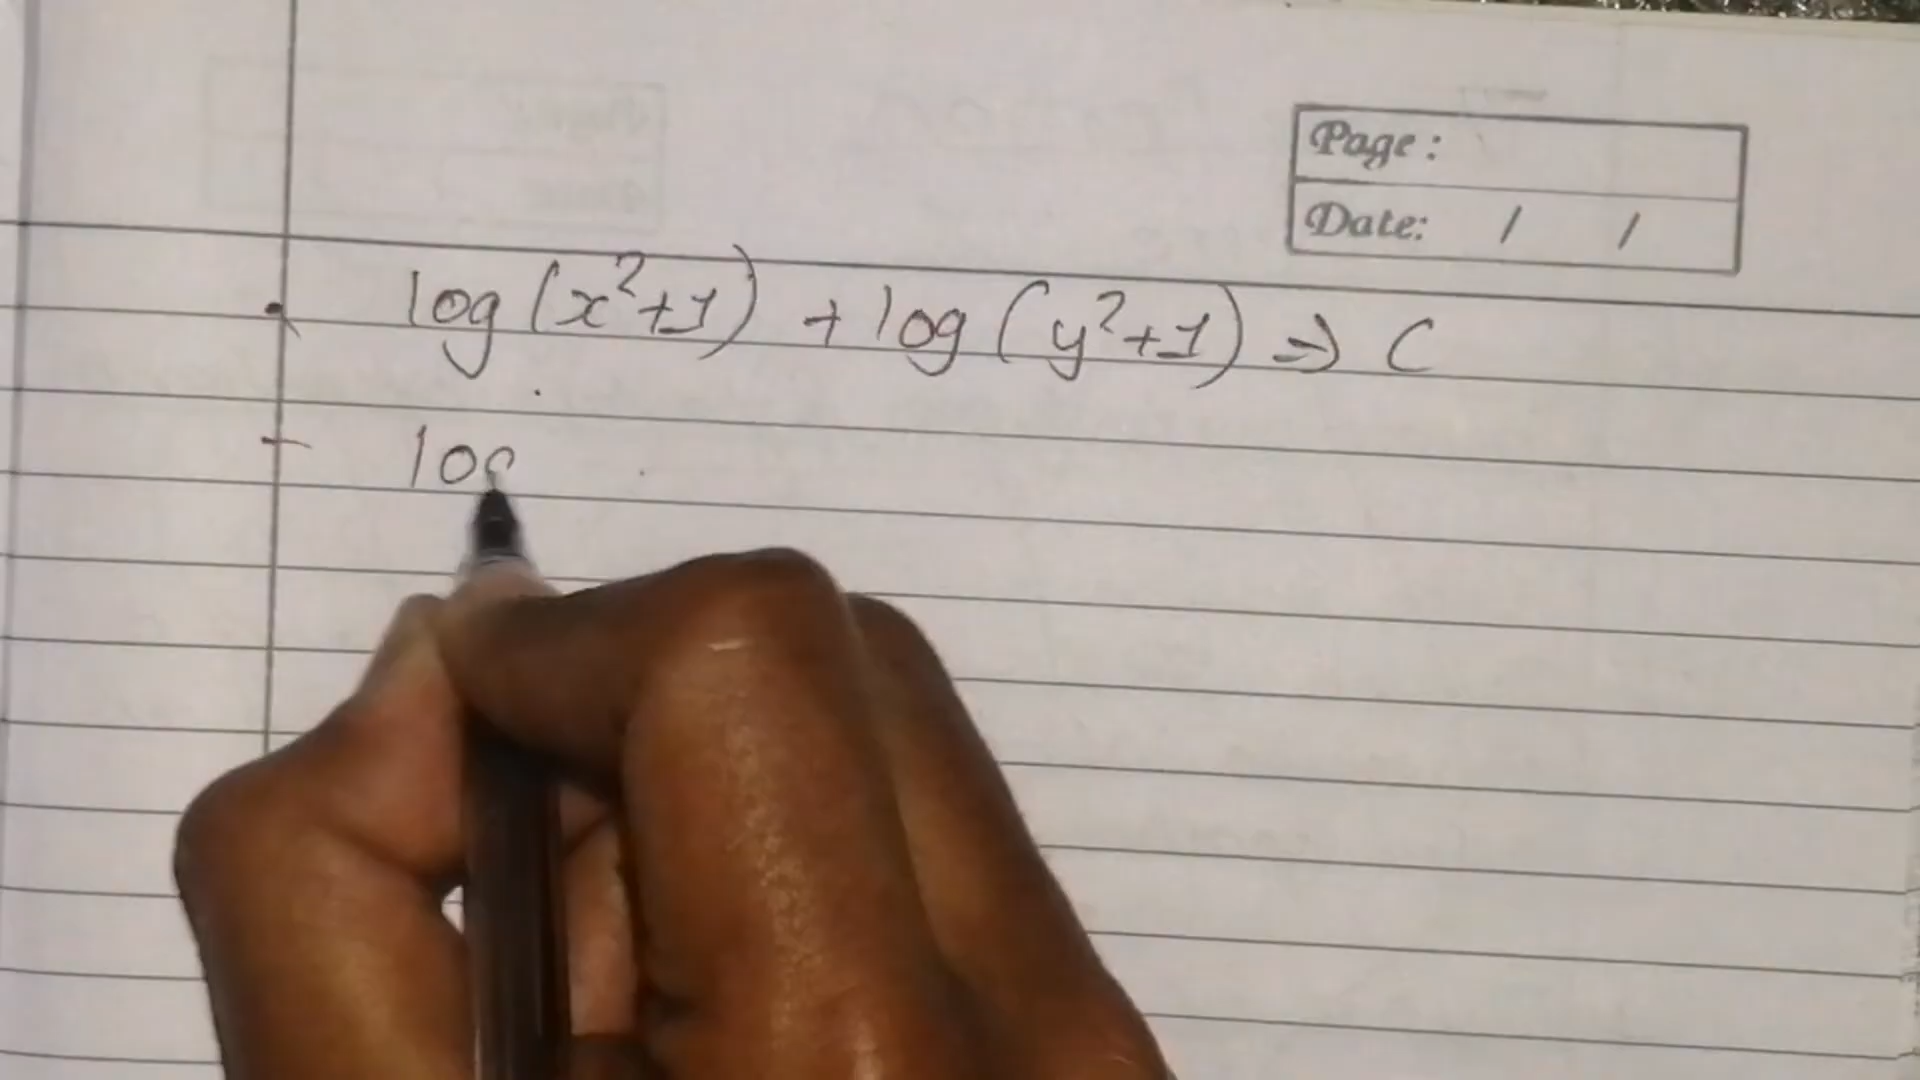 Page:
Date: / /
log(x²+1) + log(y²+1) ⇒ C
log